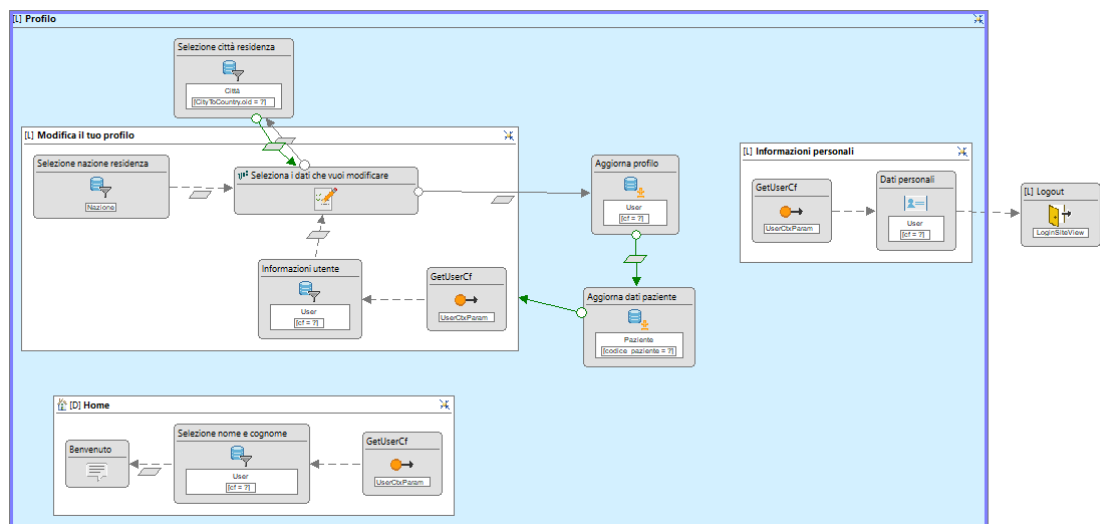 [L] Profilo
Selezione città residenza
Città
[CityToCountry.oid = ?]
[L] Modifica il tuo profilo
Selezione nazione residenza
Nazione
Seleziona i dati che vuoi modificare
Informazioni utente
User
[cf = ?]
GetUserCf
UserCtxParam
Aggiorna profilo
User
[cf = ?]
Aggiorna dati paziente
Paziente
[codice_paziente = ?]
[L] Informazioni personali
GetUserCf
UserCtxParam
Dati personali
User
[cf = ?]
[L] Logout
LoginSiteView
[D] Home
Benvenuto
Selezione nome e cognome
User
[cf = ?]
GetUserCf
UserCtxParam